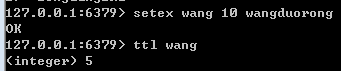 127.0.0.1:6379> setex wang 10 wangduorong
OK
127.0.0.1:6379> ttl wang
(integer) 5